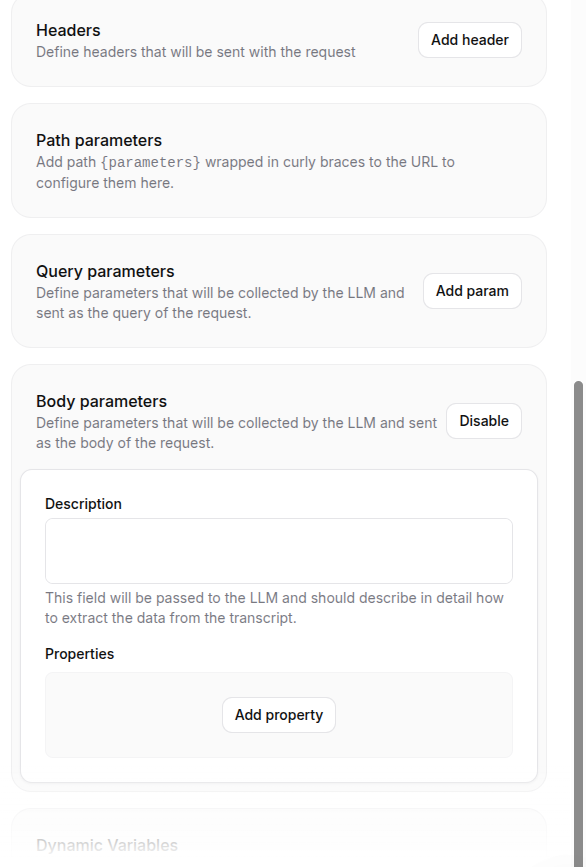 Headers
Define headers that will be sent with the request
Add header
Path parameters
Add path {parameters} wrapped in curly braces to the URL to
configure them here.
Query parameters
Define parameters that will be collected by the LLM and
sent as the query of the request.
Add param
Body parameters
Define parameters that will be collected by the LLM and sent
as the body of the request.
Disable
Description
This field will be passed to the LLM and should describe in detail how
to extract the data from the transcript.
Properties
Add property
Dynamic Variables